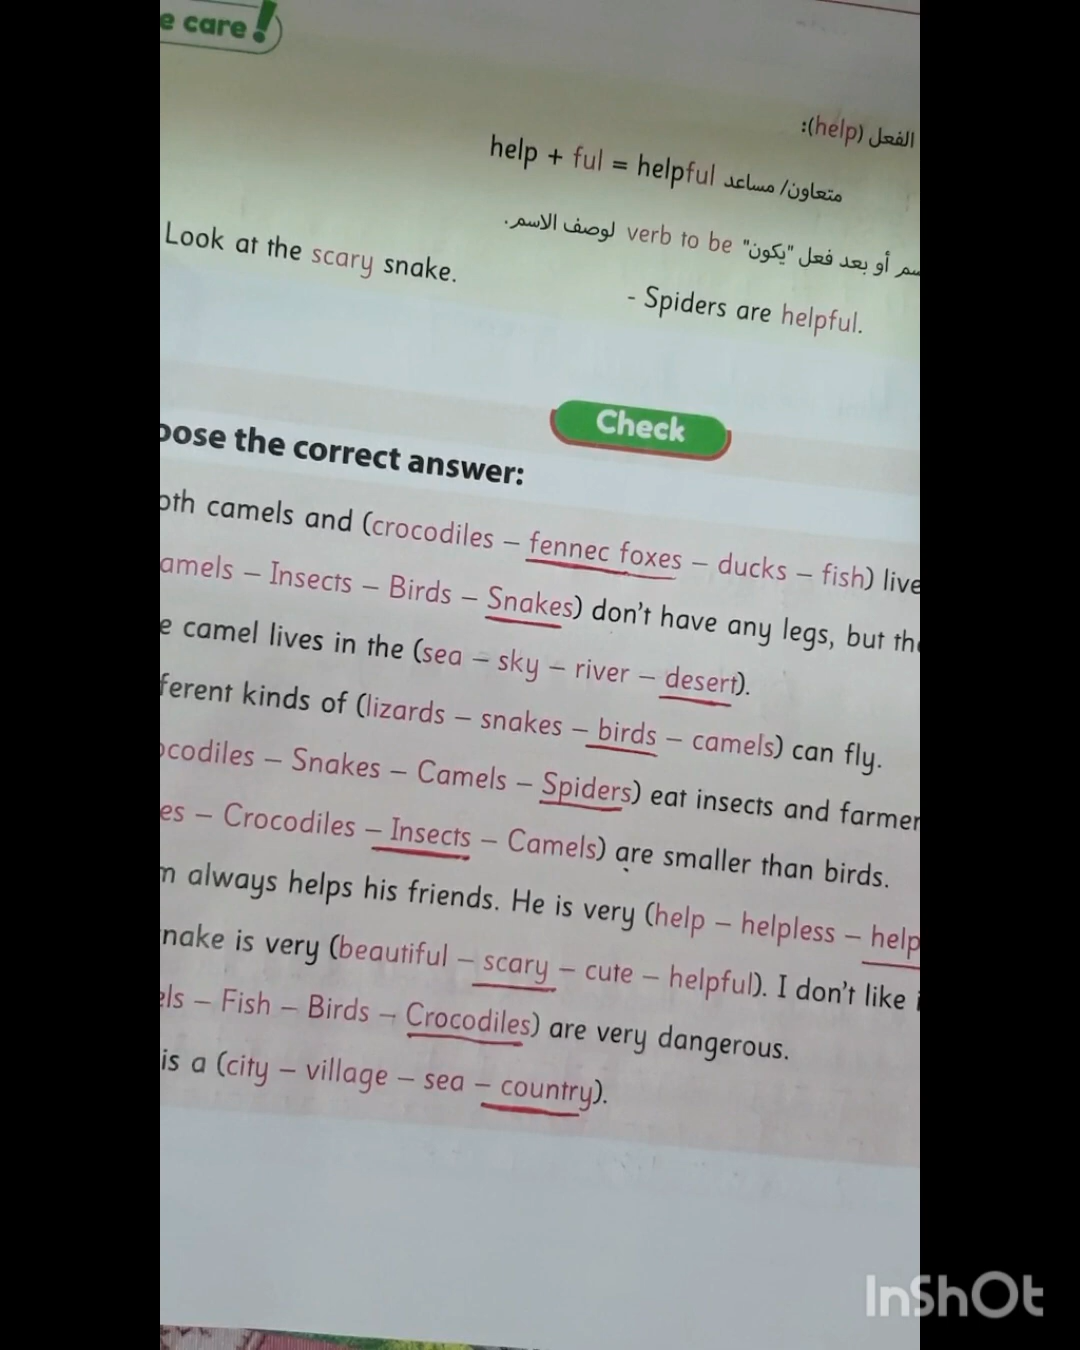 e care!
الفعل (help):
help + ful = helpful متعاون/ مساعد
سم أو بعد فعل "يكون" verb to be لوصف الاسم.
Look at the scary snake.
- Spiders are helpful.
Check
oose the correct answer:
oth camels and (crocodiles – fennec foxes – ducks – fish) live
amels – Insects – Birds – Snakes) don't have any legs, but the
e camel lives in the (sea – sky – river – desert).
ferent kinds of (lizards – snakes – birds – camels) can fly.
ocodiles – Snakes – Camels – Spiders) eat insects and farmer
es – Crocodiles – Insects – Camels) are smaller than birds.
m always helps his friends. He is very (help – helpless – help
nake is very (beautiful – scary – cute – helpful). I don't like i
els – Fish – Birds – Crocodiles) are very dangerous.
is a (city – village – sea – country).
InShOt